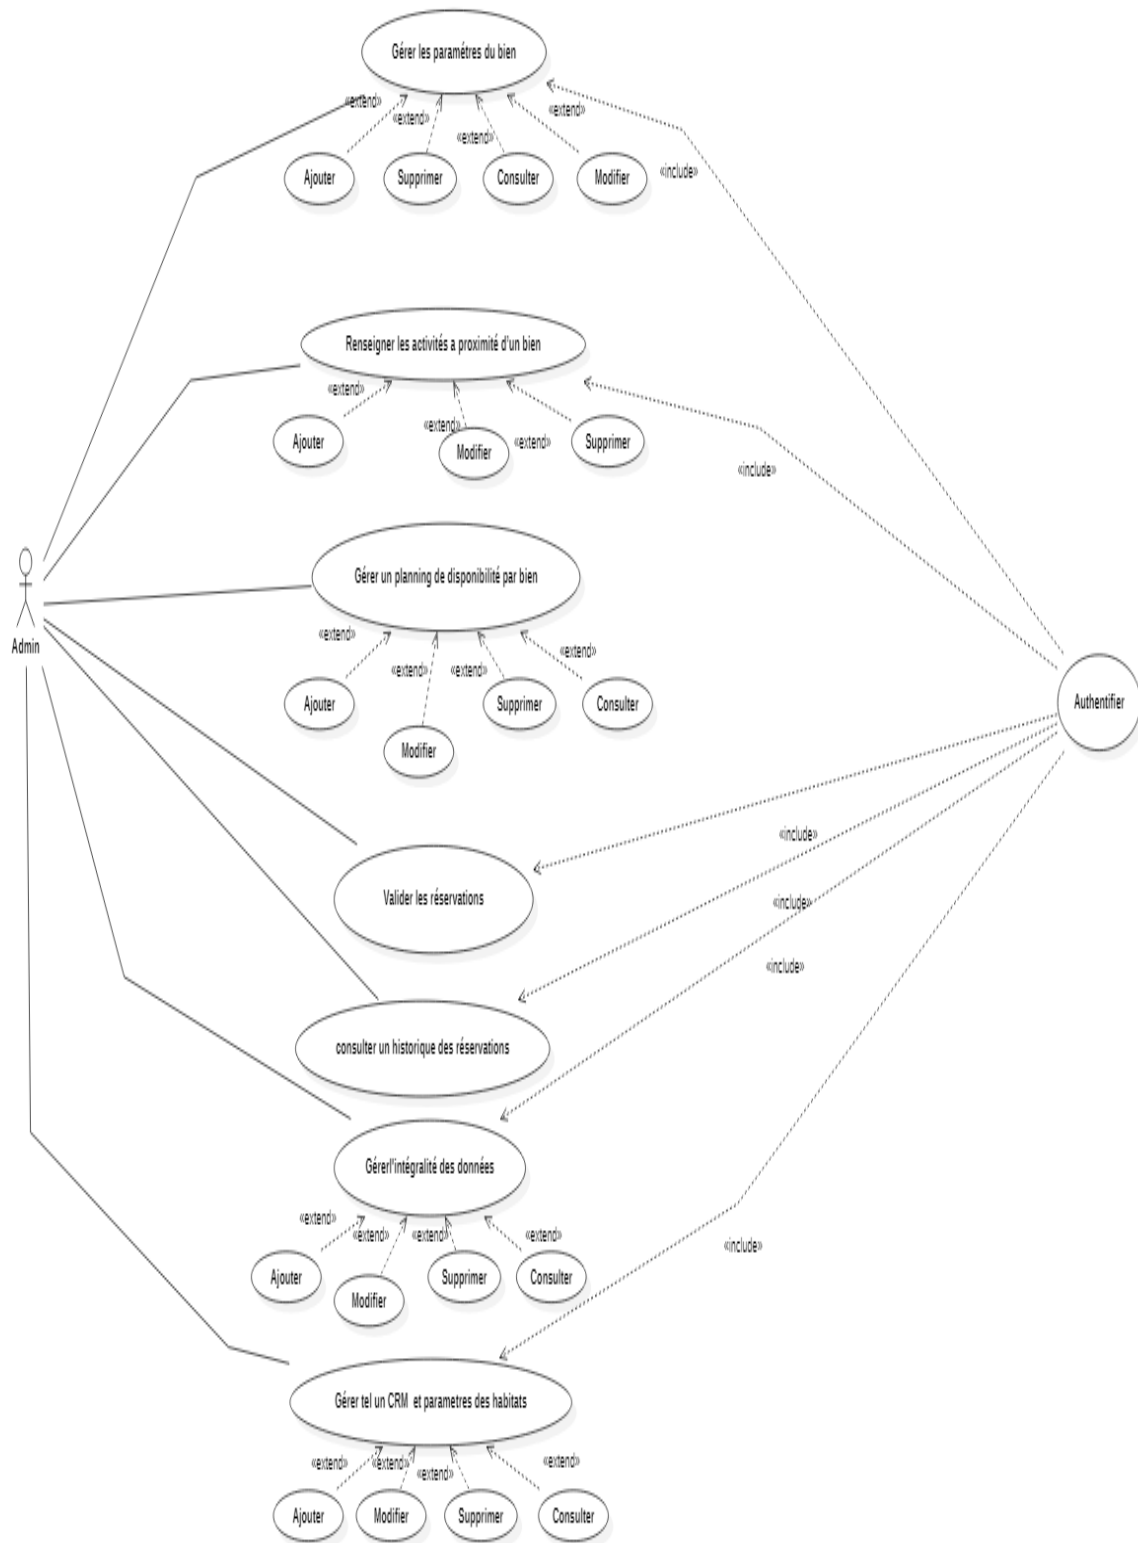 Gérer les paramétres du bien
«extend»
«extend»
«extend»
«extend»
Ajouter
Supprimer
Consulter
Modifier
«include»
Renseigner les activités a proximité d'un bien
«extend»
«extend»
«extend»
Ajouter
Modifier
Supprimer
«include»
Gérer un planning de disponibilité par bien
Admin
«extend»
«extend»
«extend»
«extend»
Ajouter
Modifier
Supprimer
Consulter
Authentifier
«include»
Valider les réservations
«include»
«include»
consulter un historique des réservations
Gérerl'intégralité des données
«extend»
«extend»
«extend»
«extend»
«include»
Ajouter
Modifier
Supprimer
Consulter
Gérer tel un CRM et parametres des habitats
«extend»
«extend»
«extend»
«extend»
Ajouter
Modifier
Supprimer
Consulter